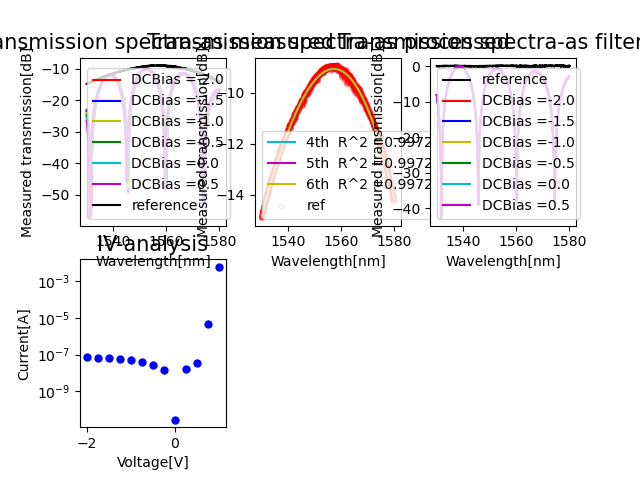 Transmission spectra-as measured
Transmission spectra-as processed
Transmission spectra-as filter
Measured transmission[dB]
−10
−20
−30
−40
−50
DCBias =-2.0
DCBias =-1.5
DCBias =-1.0
DCBias =-0.5
DCBias =0.0
DCBias =0.5
reference
1540
1560
1580
Wavelength[nm]
Measured transmission[dB]
−10
−12
−14
4th R^2 =0.9972
5th R^2 =0.9972
6th R^2 =0.9972
ref
1540
1560
1580
Wavelength[nm]
Measured transmission[dB]
0
−10
−20
−30
−40
reference
DCBias =-2.0
DCBias =-1.5
DCBias =-1.0
DCBias =-0.5
DCBias =0.0
DCBias =0.5
1540
1560
1580
Wavelength[nm]
IV-analysis
Current[A]
10⁻³
10⁻⁵
10⁻⁷
10⁻⁹
−2
0
Voltage[V]